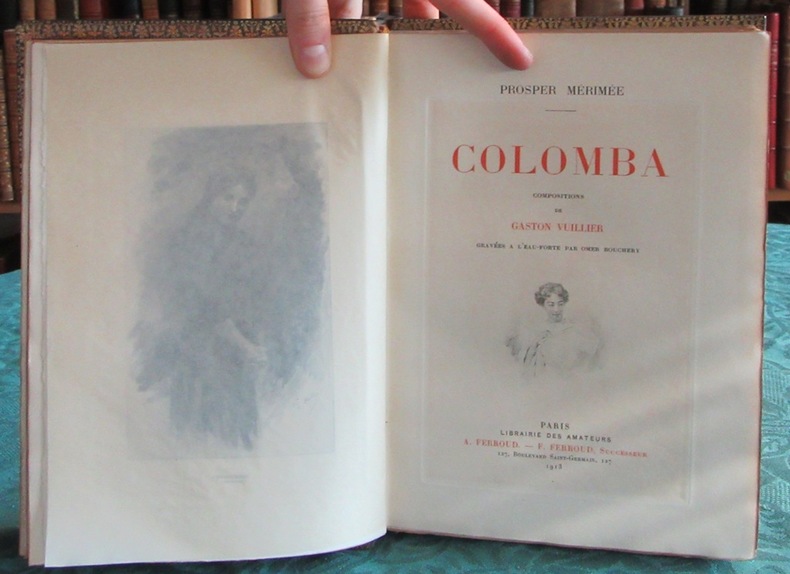 PROSPER MÉRIMÉE
COLOMBA
COMPOSITIONS
DE
GASTON VUILLIER
GRAVÉES A L'EAU-FORTE PAR OMER BOUCHERY
PARIS
LIBRAIRIE DES AMATEURS
A. FERROUD. — F. FERROUD, SUCCESSEUR
127, BOULEVARD SAINT-GERMAIN, 127
1913